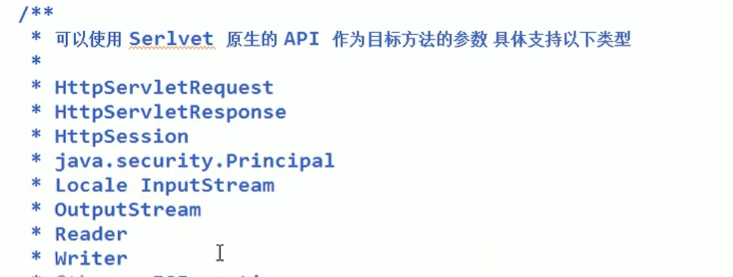 /**
* 可以使用 Serlvet 原生的 API 作为目标方法的参数 具体支持以下类型
*
* HttpServletRequest
* HttpServletResponse
* HttpSession
* java.security.Principal
* Locale InputStream
* OutputStream
* Reader
* Writer